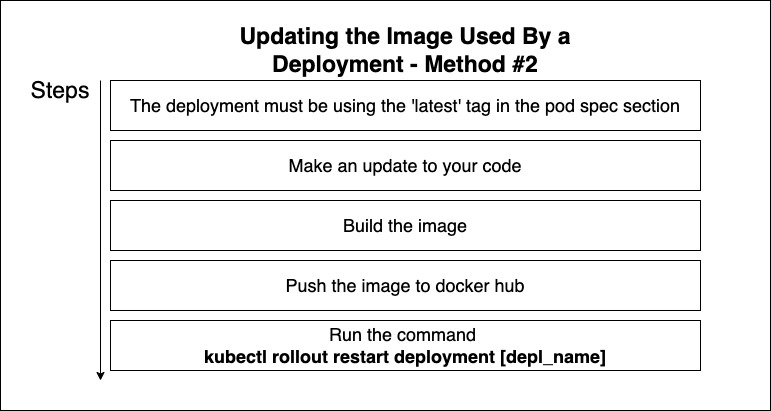 Updating the Image Used By a
Deployment - Method #2
Steps
The deployment must be using the 'latest' tag in the pod spec section
Make an update to your code
Build the image
Push the image to docker hub
Run the command
kubectl rollout restart deployment [depl_name]